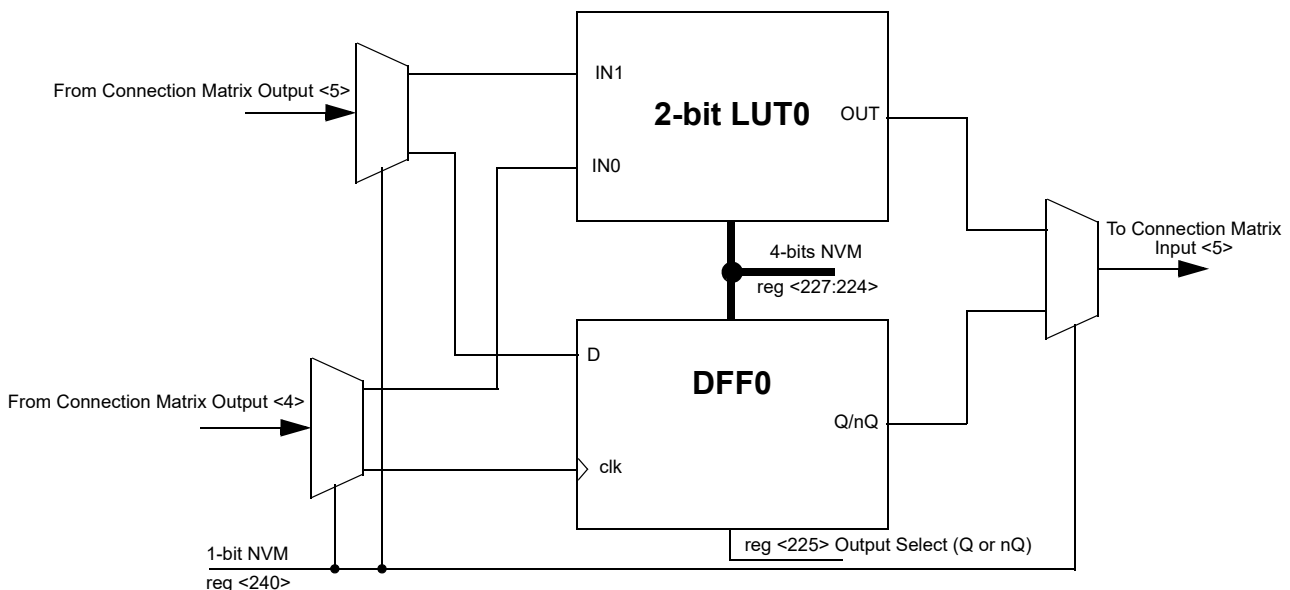 From Connection Matrix Output <5>
IN1
2-bit LUT0
OUT
IN0
To Connection Matrix
Input <5>
4-bits NVM
reg <227:224>
D
DFF0
From Connection Matrix Output <4>
Q/nQ
clk
reg <225> Output Select (Q or nQ)
1-bit NVM
reg <240>